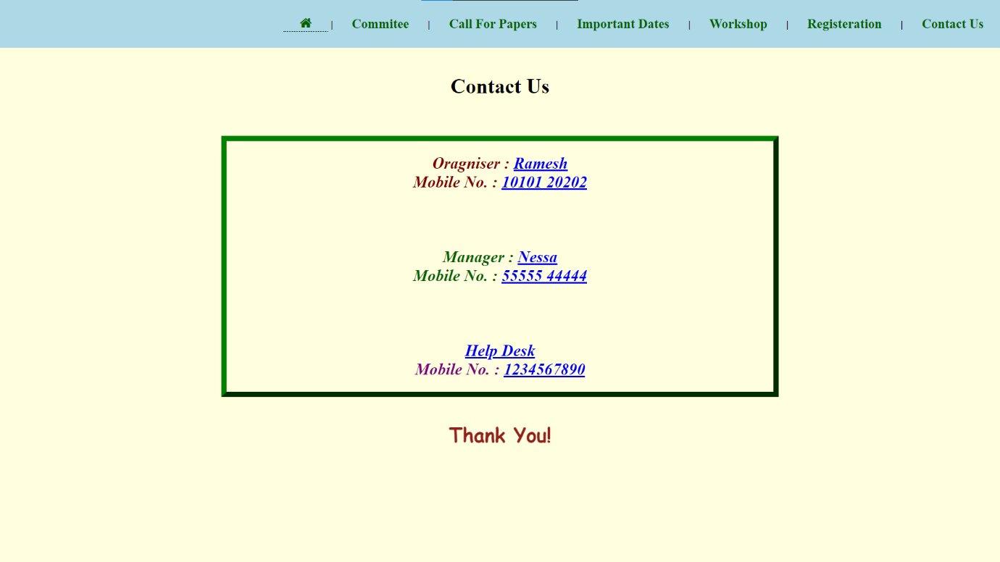 | Commitee | Call For Papers | Important Dates | Workshop | Registeration | Contact Us
Contact Us
Oragniser : Ramesh
Mobile No. : 10101 20202
Manager : Nessa
Mobile No. : 55555 44444
Help Desk
Mobile No. : 1234567890
Thank You!